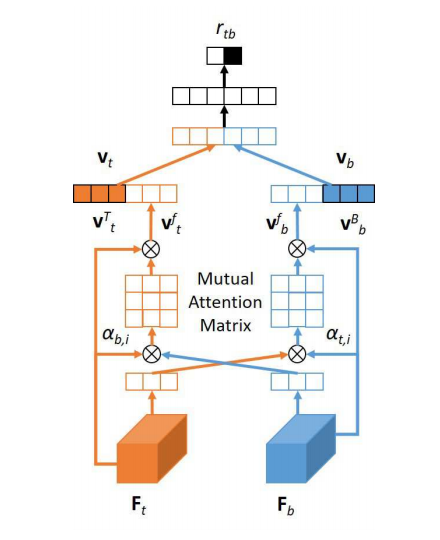 r_tb
v_t v_b
v^T_t v^f_t v^f_b v^B_b
Mutual
Attention
Matrix
α_b,i α_t,i
F_t F_b